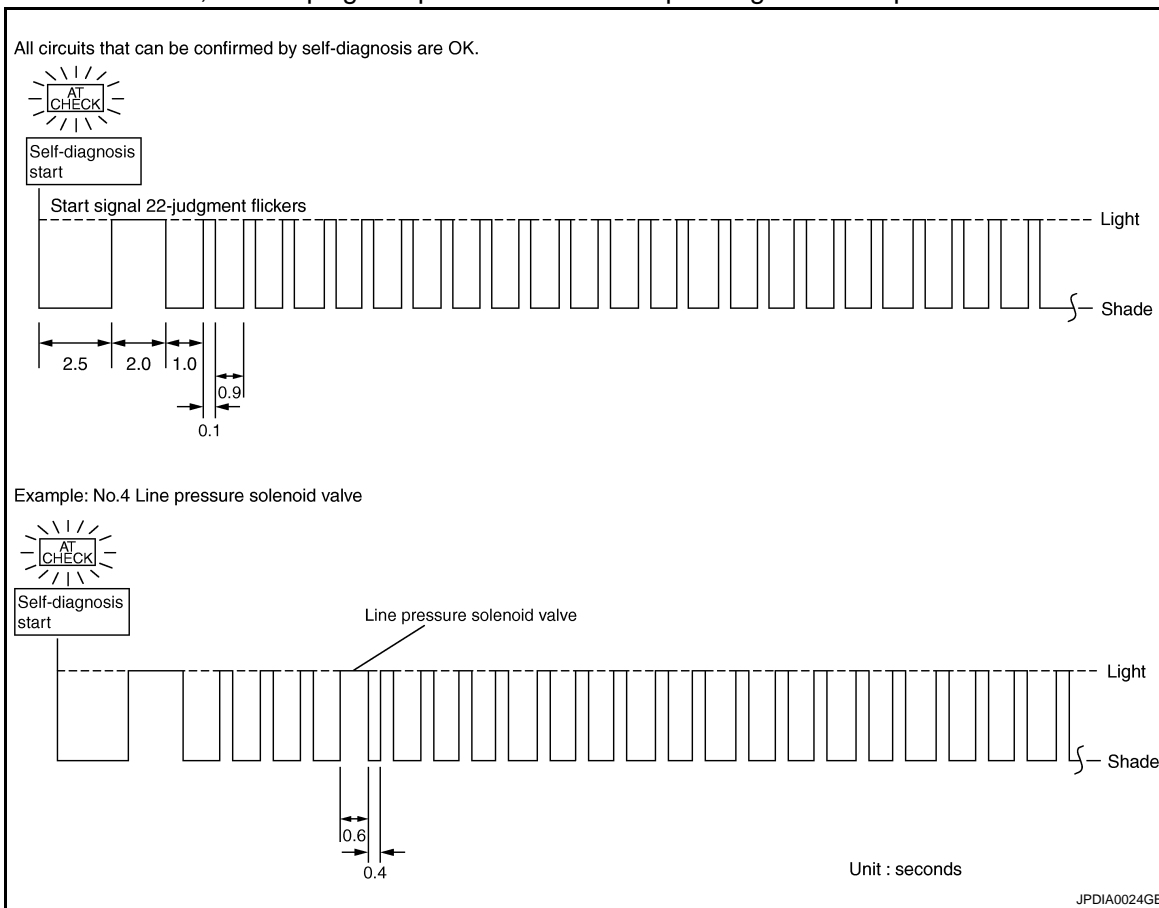 All circuits that can be confirmed by self-diagnosis are OK.
AT
CHECK
Self-diagnosis
start
Start signal 22-judgment flickers
Light
Shade
2.5
2.0
1.0
0.9
0.1
Example: No.4 Line pressure solenoid valve
AT
CHECK
Self-diagnosis
start
Line pressure solenoid valve
Light
Shade
0.6
0.4
Unit : seconds
JPDIA0024GB